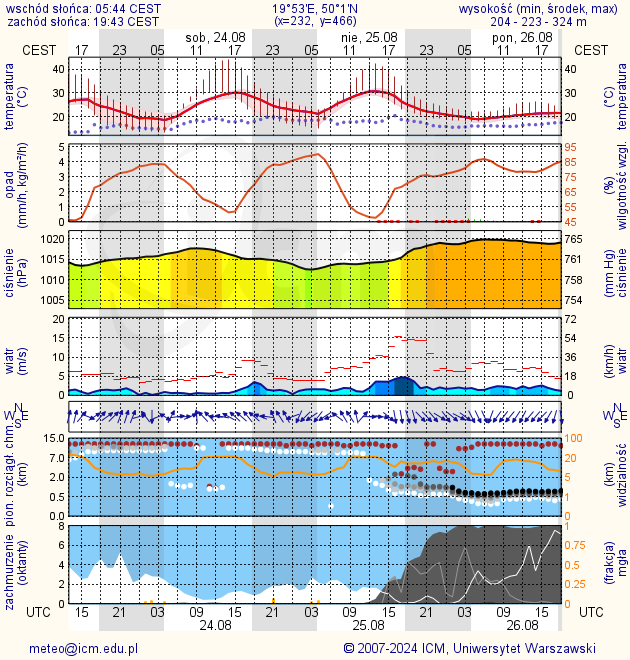 wschód słońca: 05:44 CEST 19°53'E, 50°1'N wysokość (min, środek, max)
zachód słońca: 19:43 CEST (x=232, y=466) 204 - 223 - 324 m
sob, 24.08 nie, 25.08 pon, 26.08
CEST 17 23 05 11 17 23 05 11 17 23 05 11 17 CEST
temperatura (°C) 40 30 20 40 30 20 (°C) temperatura
opad (mm/h, kg/m²/h) 5 4 3 2 1 0 95 85 75 65 55 45 (%) wilgotność wzgl.
ciśnienie (hPa) 1020 1015 1010 1005 765 761 758 754 (mm Hg) ciśnienie
wiatr (m/s) 20 15 10 5 0 72 54 36 18 0 (km/h) wiatr
N W E S N W E S
pion. rozciągł. chm. (km) 15.0 7.0 2.0 0.5 0.0 100 20 5 1 0 (km) widzialność
zachmurzenie (oktanty) 8 6 4 2 0 1 0.75 0.5 0.25 0 (frakcja) mgła
UTC 15 21 03 09 15 21 03 09 15 21 03 09 15 UTC
24.08 25.08 26.08
meteo@icm.edu.pl © 2007-2024 ICM, Uniwersytet Warszawski